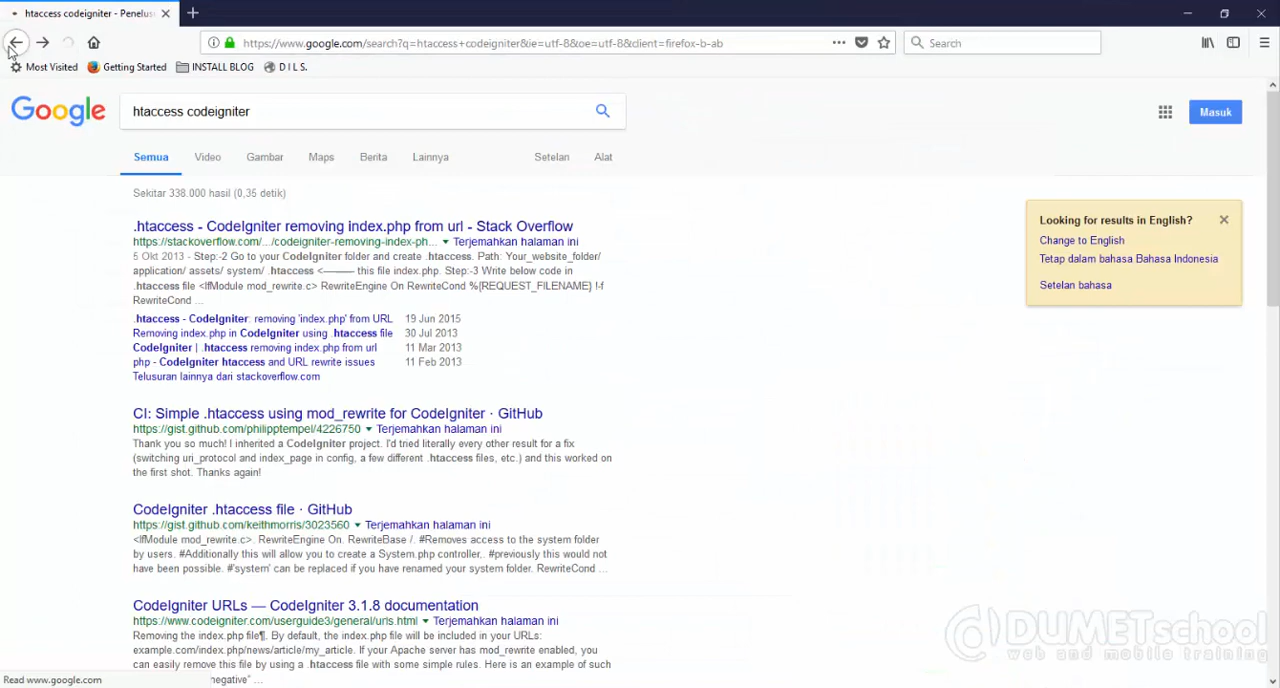 htaccess codeigniter - Penelus
https://www.google.com/search?q=htaccess+codeigniter&ie=utf-8&oe=utf-8&client=firefox-b-ab
Search
Most Visited
Getting Started
INSTALL BLOG
D I L S.
Google
htaccess codeigniter
Masuk
Semua
Video
Gambar
Maps
Berita
Lainnya
Setelan
Alat
Sekitar 338.000 hasil (0,35 detik)
Looking for results in English?
Change to English
Tetap dalam bahasa Bahasa Indonesia
Setelan bahasa
.htaccess - CodeIgniter removing index.php from url - Stack Overflow
https://stackoverflow.com/.../codeigniter-removing-index-ph... Terjemahkan halaman ini
5 Okt 2013 - Step:-2 Go to your CodeIgniter folder and create .htaccess. Path: Your_website_folder/
application/ assets/ system/ .htaccess <——— this file index.php. Step:-3 Write below code in
.htaccess file <IfModule mod_rewrite.c> RewriteEngine On RewriteCond %{REQUEST_FILENAME} !-f
RewriteCond ...
.htaccess - CodeIgniter: removing 'index.php' from URL 19 Jun 2015
Removing index.php in CodeIgniter using .htaccess file 30 Jul 2013
CodeIgniter | .htaccess removing index.php from url 11 Mar 2013
php - CodeIgniter htaccess and URL rewrite issues 11 Feb 2013
Telusuran lainnya dari stackoverflow.com
CI: Simple .htaccess using mod_rewrite for CodeIgniter · GitHub
https://gist.github.com/philipptempel/4226750 Terjemahkan halaman ini
Thank you so much! I inherited a CodeIgniter project. I'd tried literally every other result for a fix
(switching uri_protocol and index_page in config, a few different .htaccess files, etc.) and this worked on
the first shot. Thanks again!
CodeIgniter .htaccess file · GitHub
https://gist.github.com/keithmorris/3023560 Terjemahkan halaman ini
<IfModule mod_rewrite.c>. RewriteEngine On. RewriteBase /. #Removes access to the system folder
by users. #Additionally this will allow you to create a System.php controller,. #previously this would not
have been possible. #'system' can be replaced if you have renamed your system folder. RewriteCond ...
CodeIgniter URLs — CodeIgniter 3.1.8 documentation
https://www.codeigniter.com/userguide3/general/urls.html Terjemahkan halaman ini
Removing the index.php file¶. By default, the index.php file will be included in your URLs:
example.com/index.php/news/article/my_article. If your Apache server has mod_rewrite enabled, you
can easily remove this file by using a .htaccess file with some simple rules. Here is an example of such
negative" ...
Read www.google.com
DUMETschool
web and mobile training